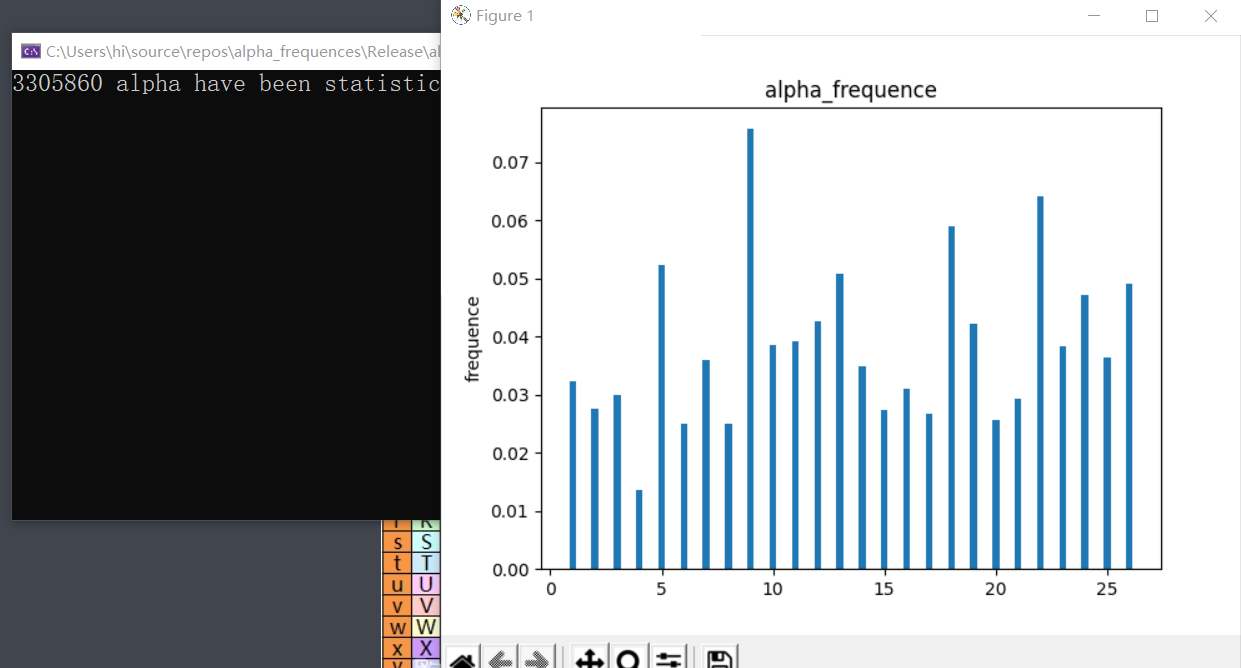 Figure 1
C:\Users\hi\source\repos\alpha_frequences\Release\al
3305860 alpha have been statistic
alpha_frequence
frequence
0.07
0.06
0.05
0.04
0.03
0.02
0.01
0.00
0 5 10 15 20 25
s S
t T
u U
v V
w W
x X